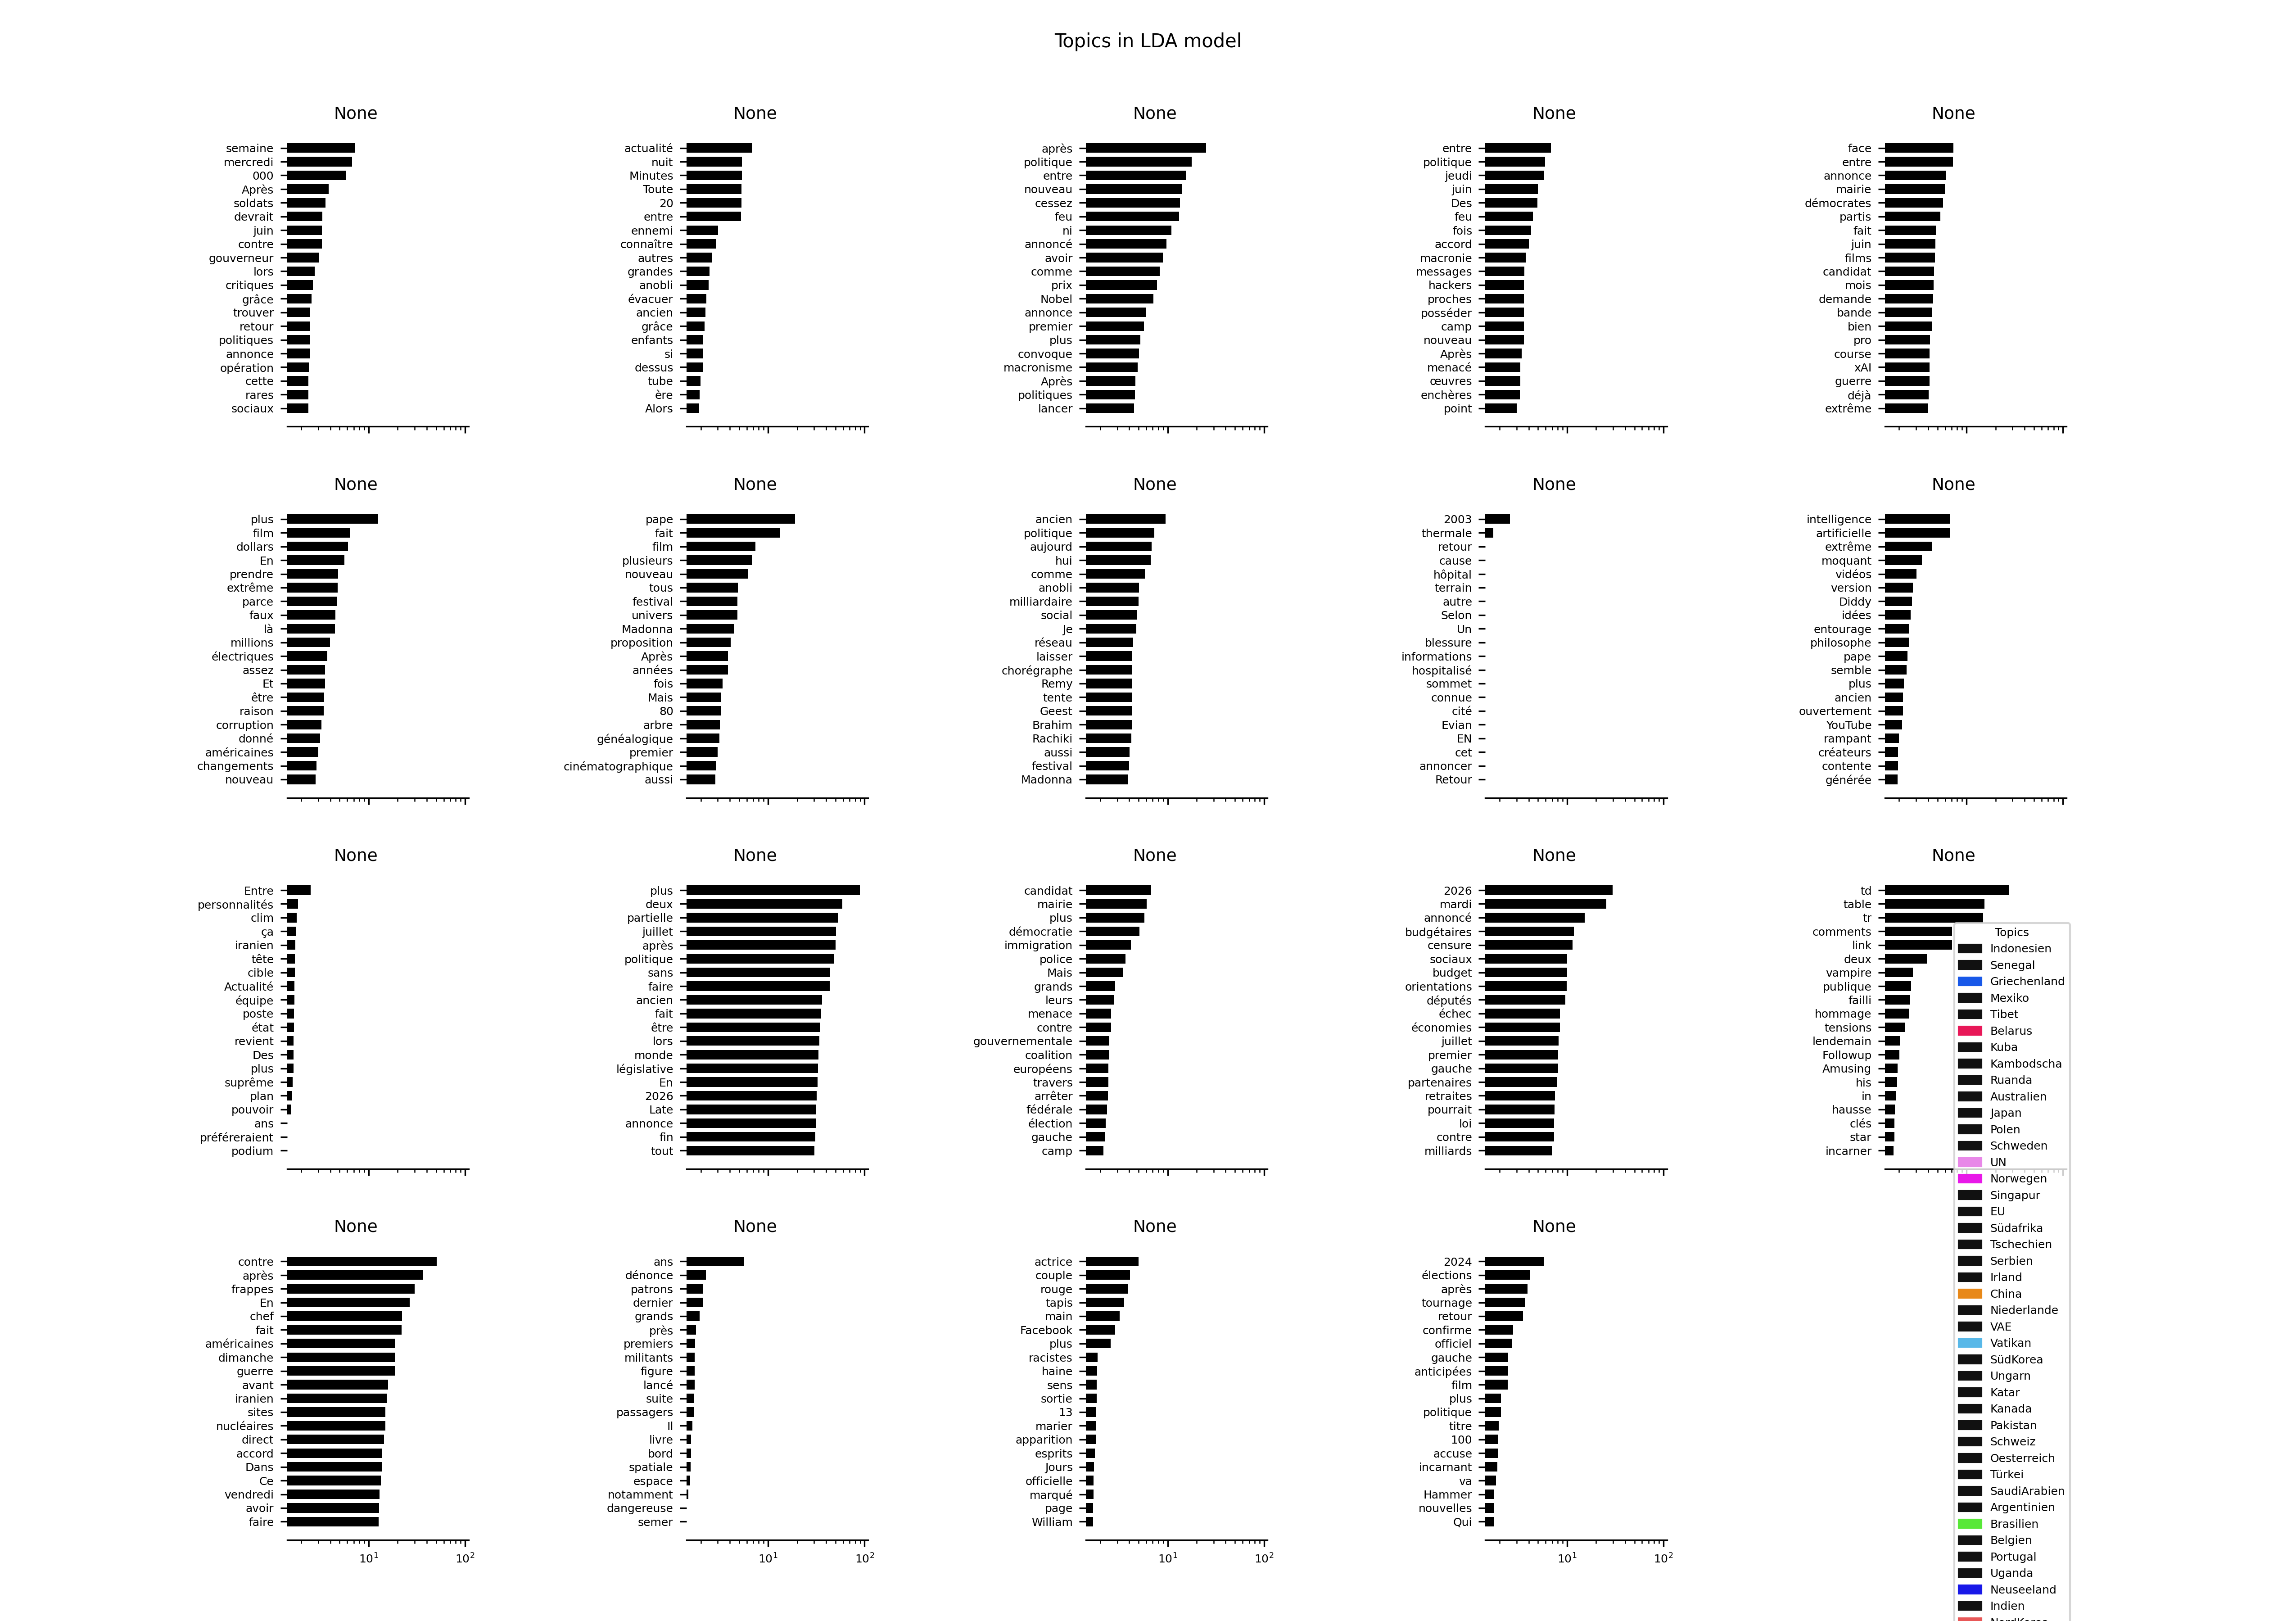 Topics in LDA model
None
semaine
mercredi
000
Après
soldats
devrait
juin
contre
gouverneur
lors
critiques
grâce
trouver
retour
politiques
annonce
opération
cette
rares
sociaux
None
actualité
nuit
Minutes
Toute
20
entre
ennemi
connaître
autres
grandes
anobli
évacuer
ancien
grâce
enfants
si
dessus
tube
ère
Alors
None
après
politique
entre
nouveau
cessez
feu
ni
annoncé
avoir
comme
prix
Nobel
annonce
premier
plus
convoque
macronisme
Après
politiques
lancer
None
entre
politique
jeudi
juin
Des
feu
fois
accord
macronie
messages
hackers
proches
posséder
camp
nouveau
Après
menacé
œuvres
enchères
point
None
face
entre
annonce
mairie
démocrates
partis
fait
juin
films
candidat
mois
demande
bande
bien
pro
course
xAI
guerre
déjà
extrême
None
plus
film
dollars
En
prendre
extrême
parce
faux
là
millions
électriques
assez
Et
être
raison
corruption
donné
américaines
changements
nouveau
None
pape
fait
film
plusieurs
nouveau
tous
festival
univers
Madonna
proposition
Après
années
fois
Mais
80
arbre
généalogique
premier
cinématographique
aussi
None
ancien
politique
aujourd
hui
comme
anobli
milliardaire
social
Je
réseau
laisser
chorégraphe
Remy
tente
Geest
Brahim
Rachiki
aussi
festival
Madonna
None
2003
thermale
retour
cause
hôpital
terrain
autre
Selon
Un
blessure
informations
hospitalisé
sommet
connue
cité
Evian
EN
cet
annoncer
Retour
None
intelligence
artificielle
extrême
moquant
vidéos
version
Diddy
idées
entourage
philosophe
pape
semble
plus
ancien
ouvertement
YouTube
rampant
créateurs
contente
générée
None
Entre
personnalités
clim
ça
iranien
tête
cible
Actualité
équipe
poste
état
revient
Des
plus
suprême
plan
pouvoir
ans
préféreraient
podium
None
plus
deux
partielle
juillet
après
politique
sans
faire
ancien
fait
être
lors
monde
législative
En
2026
Late
annonce
fin
tout
None
candidat
mairie
plus
démocratie
immigration
police
Mais
grands
leurs
menace
contre
gouvernementale
coalition
européens
travers
arrêter
fédérale
élection
gauche
camp
None
2026
mardi
annoncé
budgétaires
censure
sociaux
budget
orientations
députés
échec
économies
juillet
premier
gauche
partenaires
retraites
pourrait
loi
contre
milliards
None
td
table
tr
comments
link
deux
vampire
publique
failli
hommage
tensions
lendemain
Followup
Amusing
his
in
hausse
clés
star
incarner
None
contre
après
frappes
En
chef
fait
américaines
dimanche
guerre
avant
iranien
sites
nucléaires
direct
accord
Dans
Ce
vendredi
avoir
faire
10^1 10^2
None
ans
dénonce
patrons
dernier
grands
près
premiers
militants
figure
lancé
suite
passagers
Il
livre
bord
spatiale
espace
notamment
dangereuse
semer
10^1 10^2
None
actrice
couple
rouge
tapis
main
Facebook
plus
racistes
haine
sens
sortie
13
marier
apparition
esprits
Jours
officielle
marqué
page
William
10^1 10^2
None
2024
élections
après
tournage
retour
confirme
officiel
gauche
anticipées
film
plus
politique
titre
100
accuse
incarnant
va
Hammer
nouvelles
Qui
10^1 10^2
Topics
Indonesien
Senegal
Griechenland
Mexiko
Tibet
Belarus
Kuba
Kambodscha
Ruanda
Australien
Japan
Polen
Schweden
UN
Norwegen
Singapur
EU
Südafrika
Tschechien
Serbien
Irland
China
Niederlande
VAE
Vatikan
SüdKorea
Ungarn
Katar
Kanada
Pakistan
Schweiz
Oesterreich
Türkei
SaudiArabien
Argentinien
Brasilien
Belgien
Portugal
Uganda
Neuseeland
Indien